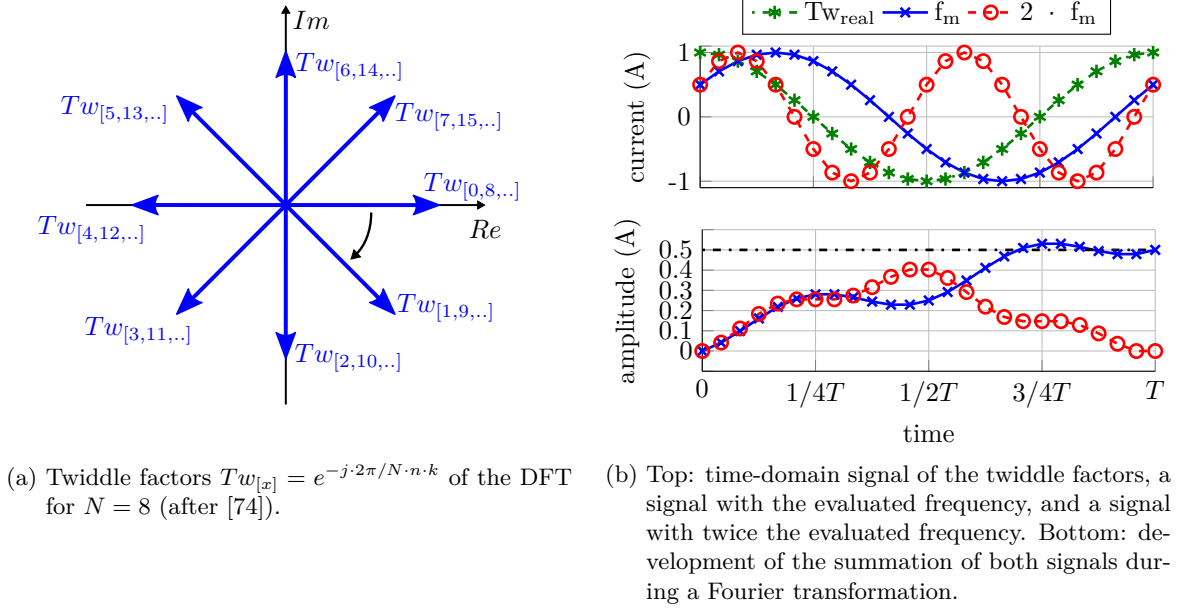 Im
Tw[6,14,..]
Tw[5,13,..]
Tw[7,15,..]
Tw[0,8,..]
Tw[4,12,..]
Re
Tw[3,11,..]
Tw[1,9,..]
Tw[2,10,..]
(a) Twiddle factors Tw[x] = e^{-j·2π/N·n·k} of the DFT
for N = 8 (after [74]).
Tw_real f_m 2 · f_m
current (A)
1
0
-1
amplitude (A)
0.5
0.4
0.3
0.2
0.1
0
0 1/4T 1/2T 3/4T T
time
(b) Top: time-domain signal of the twiddle factors, a
signal with the evaluated frequency, and a signal
with twice the evaluated frequency. Bottom: de-
velopment of the summation of both signals dur-
ing a Fourier transformation.